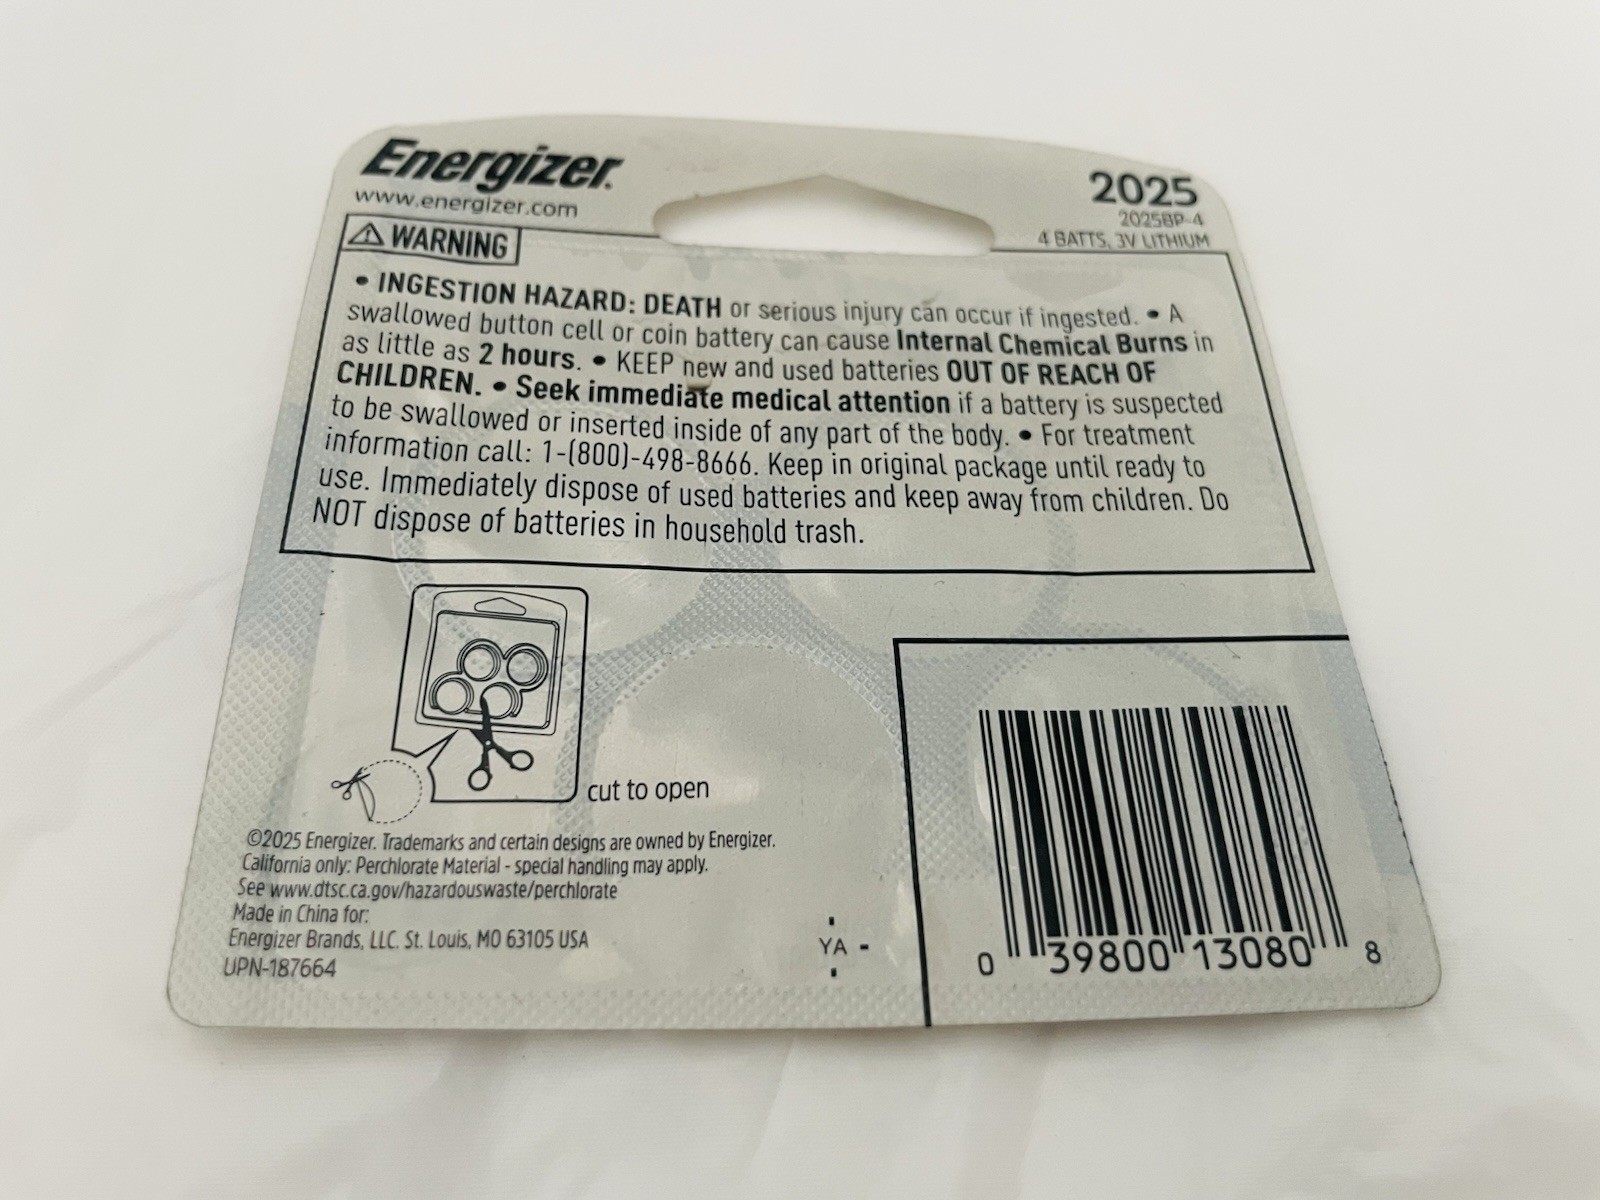 Energizer.
www.energizer.com
2025
2025BP-4
4 BATTS, 3V LITHIUM
⚠ WARNING
• INGESTION HAZARD: DEATH or serious injury can occur if ingested. • A
swallowed button cell or coin battery can cause Internal Chemical Burns in
as little as 2 hours. • KEEP new and used batteries OUT OF REACH OF
CHILDREN. • Seek immediate medical attention if a battery is suspected
to be swallowed or inserted inside of any part of the body. • For treatment
information call: 1-(800)-498-8666. Keep in original package until ready to
use. Immediately dispose of used batteries and keep away from children. Do
NOT dispose of batteries in household trash.
cut to open
©2025 Energizer. Trademarks and certain designs are owned by Energizer.
California only: Perchlorate Material - special handling may apply.
See www.dtsc.ca.gov/hazardouswaste/perchlorate
Made in China for:
Energizer Brands, LLC. St. Louis, MO 63105 USA
UPN-187664
YA -
0 39800 13080 8